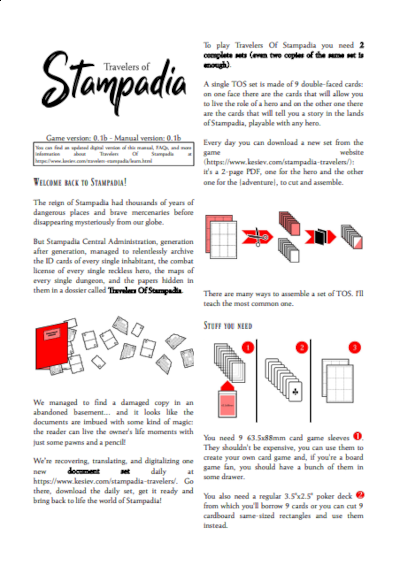 Travelers of
Stampadia
Game version: 0.1b - Manual version: 0.1b
You can find an updated digital version of this manual, FAQs, and more
information about Travelers Of Stampadia at
https://www.kesiev.com/travelers-stampadia/learn.html
Welcome back to Stampadia!
The reign of Stampadia had thousands of years of
dangerous places and brave mercenaries before
disappearing mysteriously from our globe.
But Stampadia Central Administration, generation
after generation, managed to relentlessly archive
the ID cards of every single inhabitant, the combat
license of every single reckless hero, the maps of
every single dungeon, and the papers hidden in
them in a dossier called Travelers Of Stampadia.
We managed to find a damaged copy in an
abandoned basement... and it looks like the
documents are imbued with some kind of magic:
the reader can live the owner's life moments with
just some pawns and a pencil!
We're recovering, translating, and digitalizing one
new document set daily at
https://www.kesiev.com/stampadia-travelers/. Go
there, download the daily set, get it ready and
bring back to life the world of Stampadia!
To play Travelers Of Stampadia you need 2
complete sets (even two copies of the same set is
enough).
A single TOS set is made of 9 double-faced cards:
on one face there are the cards that will allow you
to live the role of a hero and on the other one there
are the cards that will tell you a story in the lands
of Stampadia, playable with any hero.
Every day you can download a new set from the
game website
(https://www.kesiev.com/stampadia-travelers/):
it's a 2-page PDF, one for the hero and the other
one for the {adventure}, to cut and assemble.
There are many ways to assemble a set of TOS. I'll
teach the most common one.
Stuff you need
1 2 3
You need 9 63.5x88mm card game sleeves 1.
They shouldn't be expensive, you can use them to
create your own card game and, if you're a board
game fan, you should have a bunch of them in
some drawer.
You also need a regular 3.5"x2.5" poker deck 2
from which you'll borrow 9 cards or you can cut 9
cardboard same-sized rectangles and use them
instead.